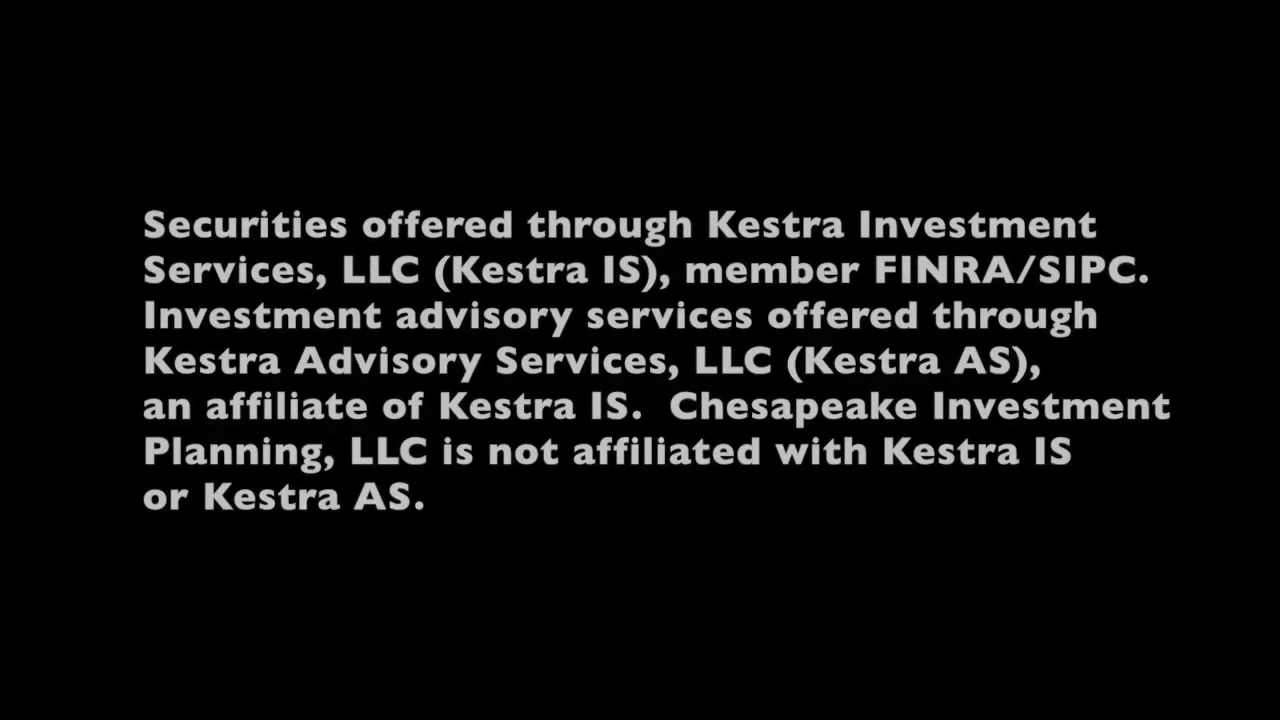 Securities offered through Kestra Investment
Services, LLC (Kestra IS), member FINRA/SIPC.
Investment advisory services offered through
Kestra Advisory Services, LLC (Kestra AS),
an affiliate of Kestra IS.  Chesapeake Investment
Planning, LLC is not affiliated with Kestra IS
or Kestra AS.